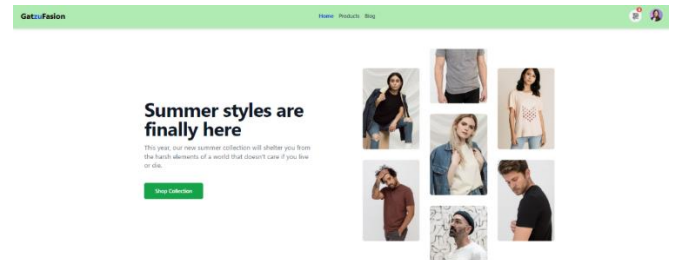 GatzuFasion
Home Products Blog
Summer styles are
finally here
This year, our new summer collection will shelter you from
the harsh elements of a world that doesn't care if you live
or die.
Shop Collection